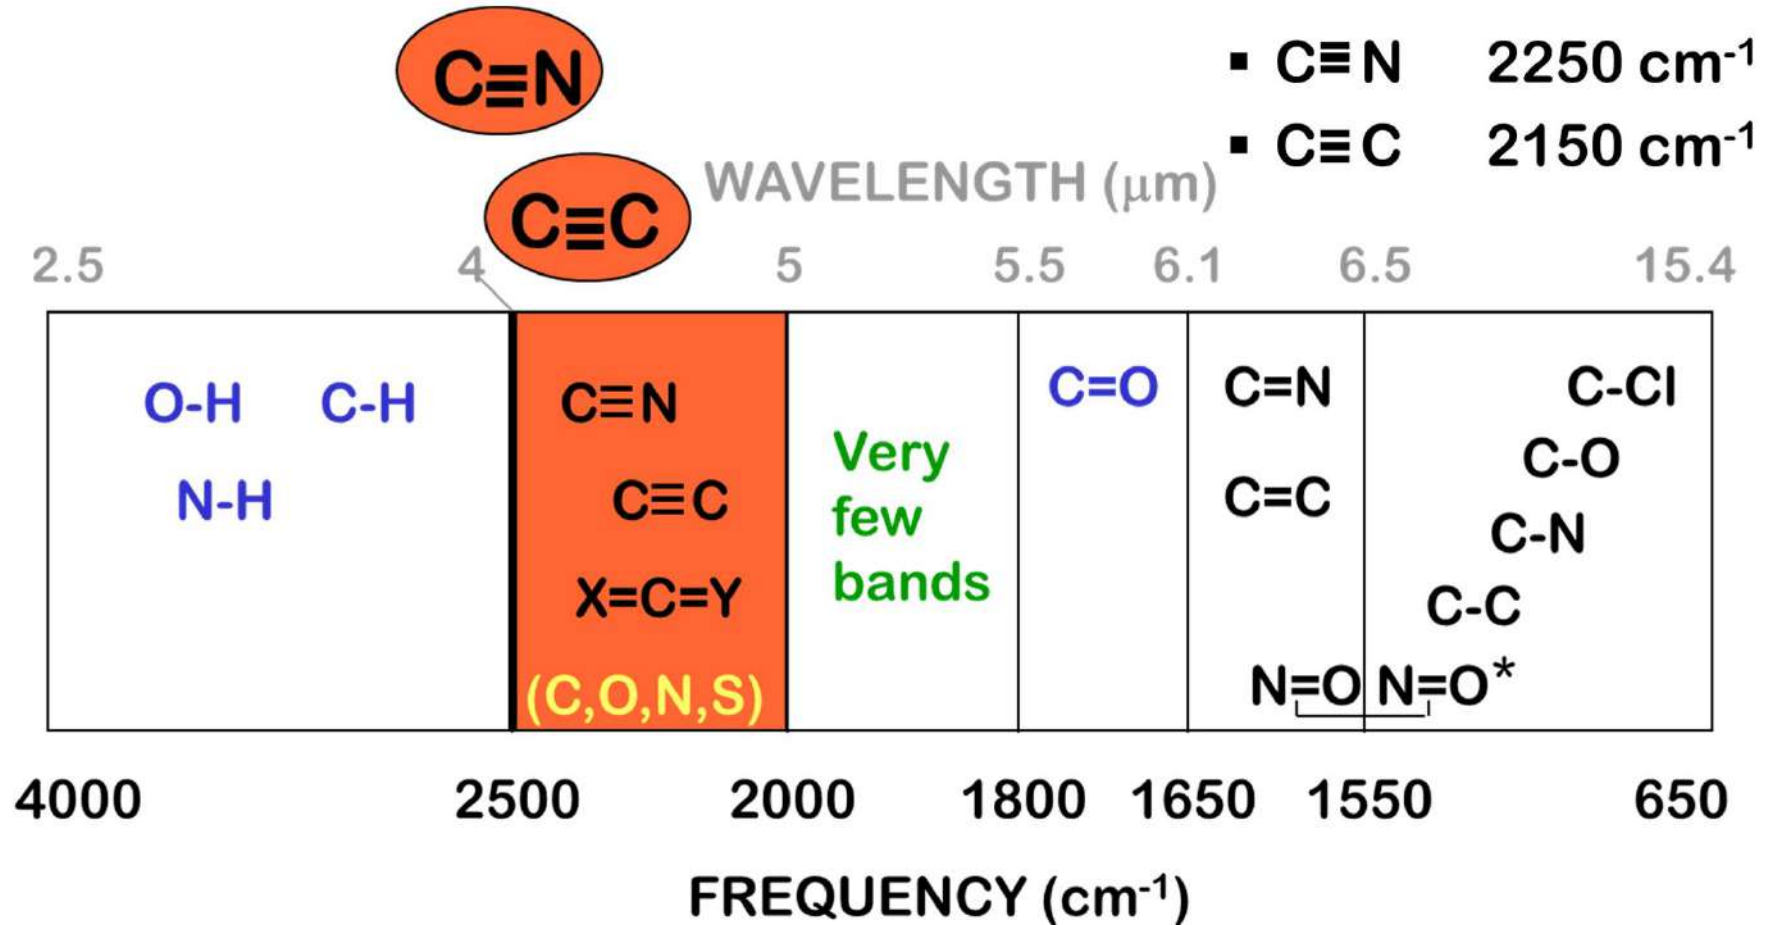 C≡N
▪ C≡N 2250 cm⁻¹
▪ C≡C 2150 cm⁻¹
C≡C
WAVELENGTH (μm)
2.5 4 5 5.5 6.1 6.5 15.4
O-H C-H C≡N C=O C=N C-Cl
Very
C-O
N-H C≡C few C=C
C-N
bands
X=C=Y C-C
(C,O,N,S) N=O N=O*
4000 2500 2000 1800 1650 1550 650
FREQUENCY (cm⁻¹)